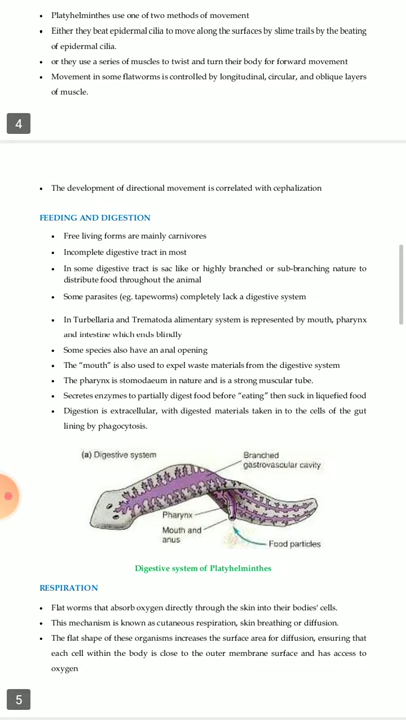 • Platyhelminthes use one of two methods of movement
• Either they beat epidermal cilia to move along the surfaces by slime trails by the beating
of epidermal cilia.
• or they use a series of muscles to twist and turn their body for forward movement
• Movement in some flatworms is controlled by longitudinal, circular, and oblique layers
of muscle.
4
• The development of directional movement is correlated with cephalization
FEEDING AND DIGESTION
• Free living forms are mainly carnivores
• Incomplete digestive tract in most
• In some digestive tract is sac like or highly branched or sub-branching nature to
distribute food throughout the animal
• Some parasites (eg. tapeworms) completely lack a digestive system
• In Turbellaria and Trematoda alimentary system is represented by mouth, pharynx
and intestine which ends blindly
• Some species also have an anal opening
• The "mouth" is also used to expel waste materials from the digestive system
• The pharynx is stomodaeum in nature and is a strong muscular tube.
• Secretes enzymes to partially digest food before "eating" then suck in liquefied food
• Digestion is extracellular, with digested materials taken in to the cells of the gut
lining by phagocytosis.
(a) Digestive system
Branched
gastrovascular cavity
Pharynx
Mouth and
anus
Food particles
Digestive system of Platyhelminthes
RESPIRATION
• Flat worms that absorb oxygen directly through the skin into their bodies' cells.
• This mechanism is known as cutaneous respiration, skin breathing or diffusion.
• The flat shape of these organisms increases the surface area for diffusion, ensuring that
each cell within the body is close to the outer membrane surface and has access to
oxygen
5